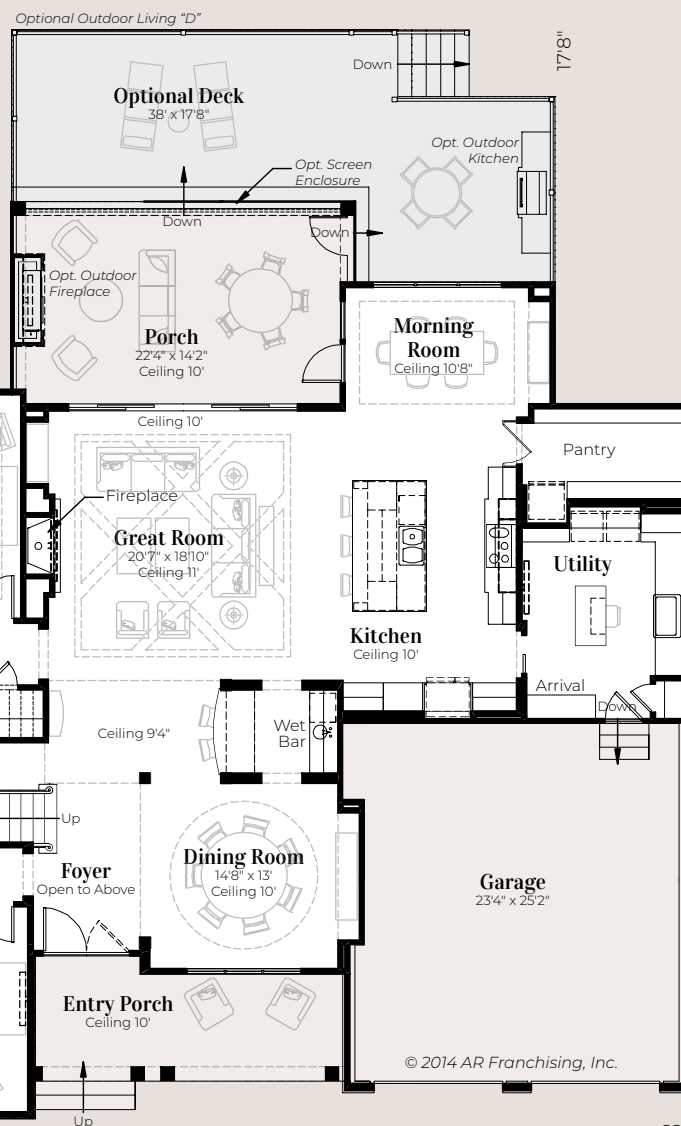 Optional Outdoor Living “D”
17'8"
Down
Optional Deck
38' x 17'8"
Opt. Outdoor
Kitchen
Opt. Screen
Enclosure
Down
Down
Opt. Outdoor
Fireplace
Porch
22'4" x 14'2"
Ceiling 10'
Morning
Room
Ceiling 10'8"
Ceiling 10'
Pantry
Fireplace
Great Room
20'7" x 18'10"
Ceiling 11'
Utility
Kitchen
Ceiling 10'
Arrival
Down
Ceiling 9'4"
Wet
Bar
Up
Foyer
Open to Above
Dining Room
14'8" x 13'
Ceiling 10'
Garage
23'4" x 25'2"
Entry Porch
Ceiling 10'
© 2014 AR Franchising, Inc.
Up